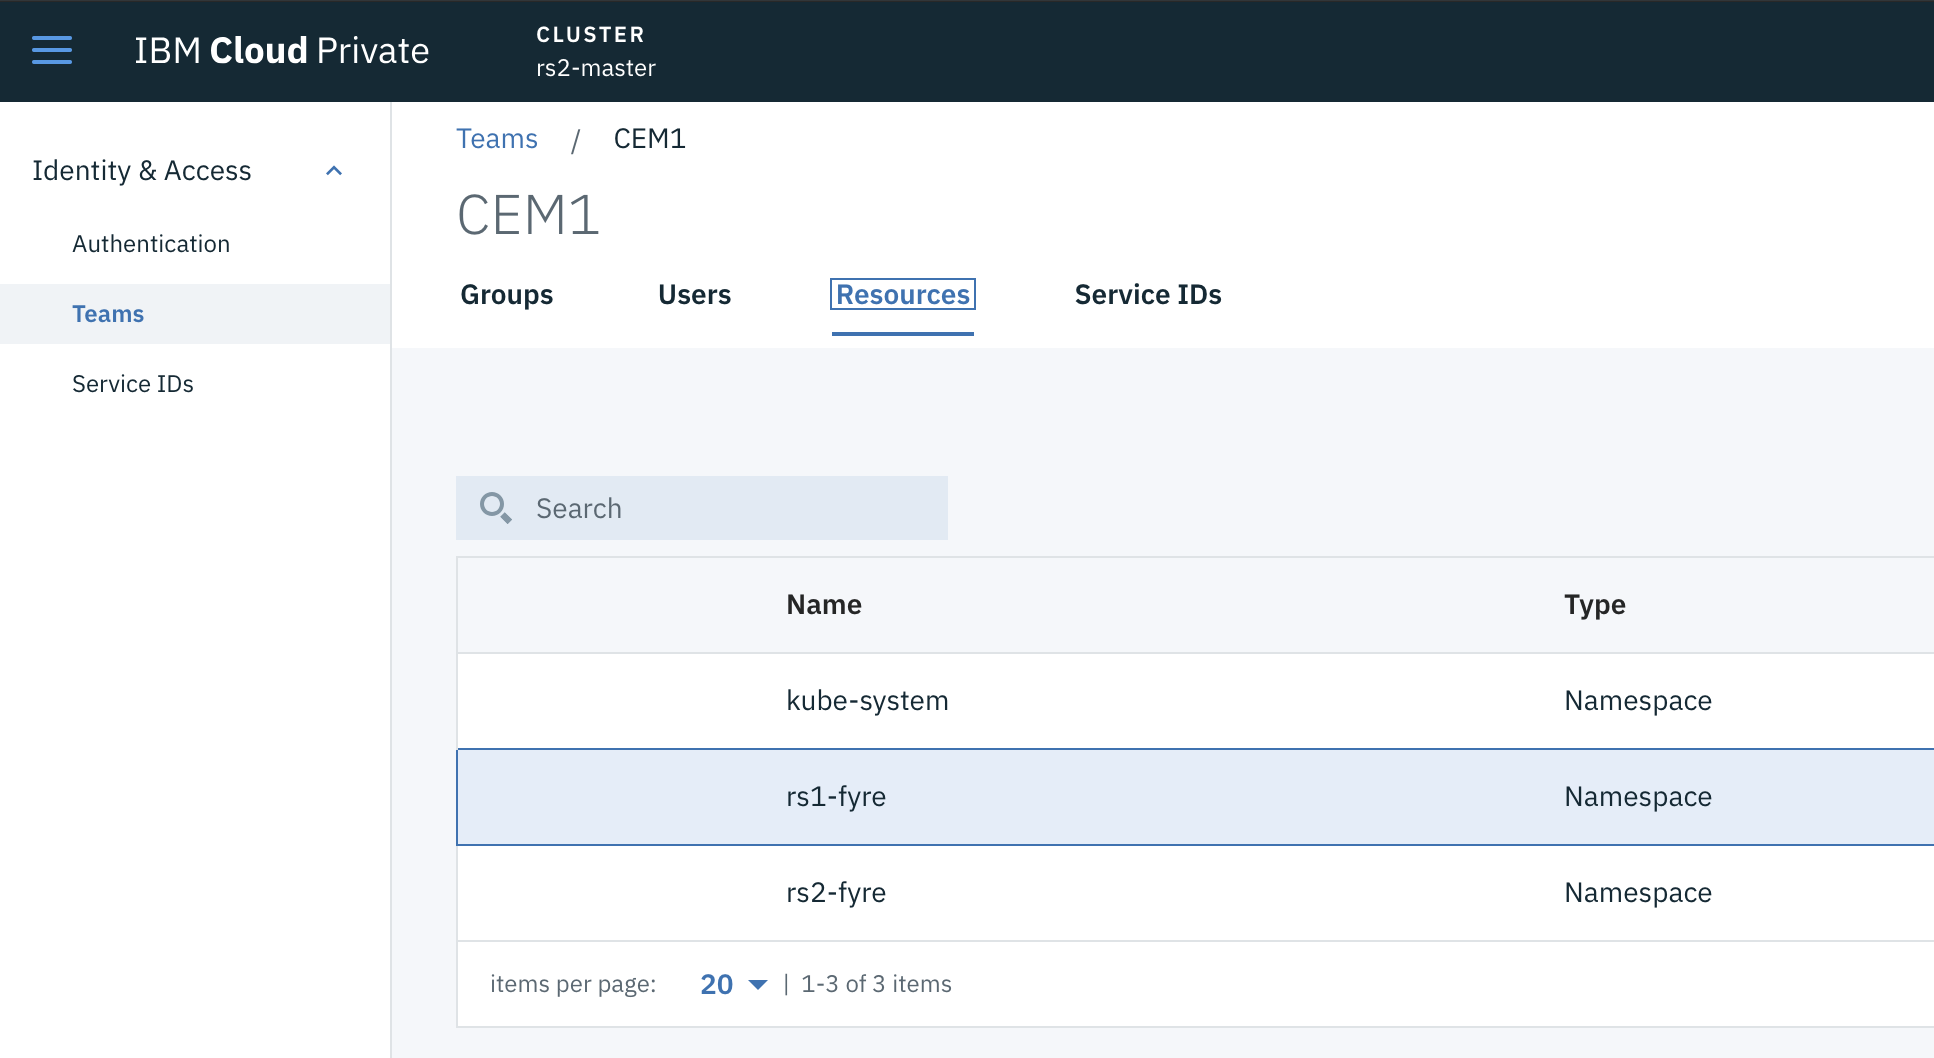 IBM Cloud Private
CLUSTER
rs2-master
Identity & Access
Authentication
Teams
Service IDs
Teams / CEM1
CEM1
Groups Users Resources Service IDs
Search
Name Type
kube-system Namespace
rs1-fyre Namespace
rs2-fyre Namespace
items per page: 20 | 1-3 of 3 items